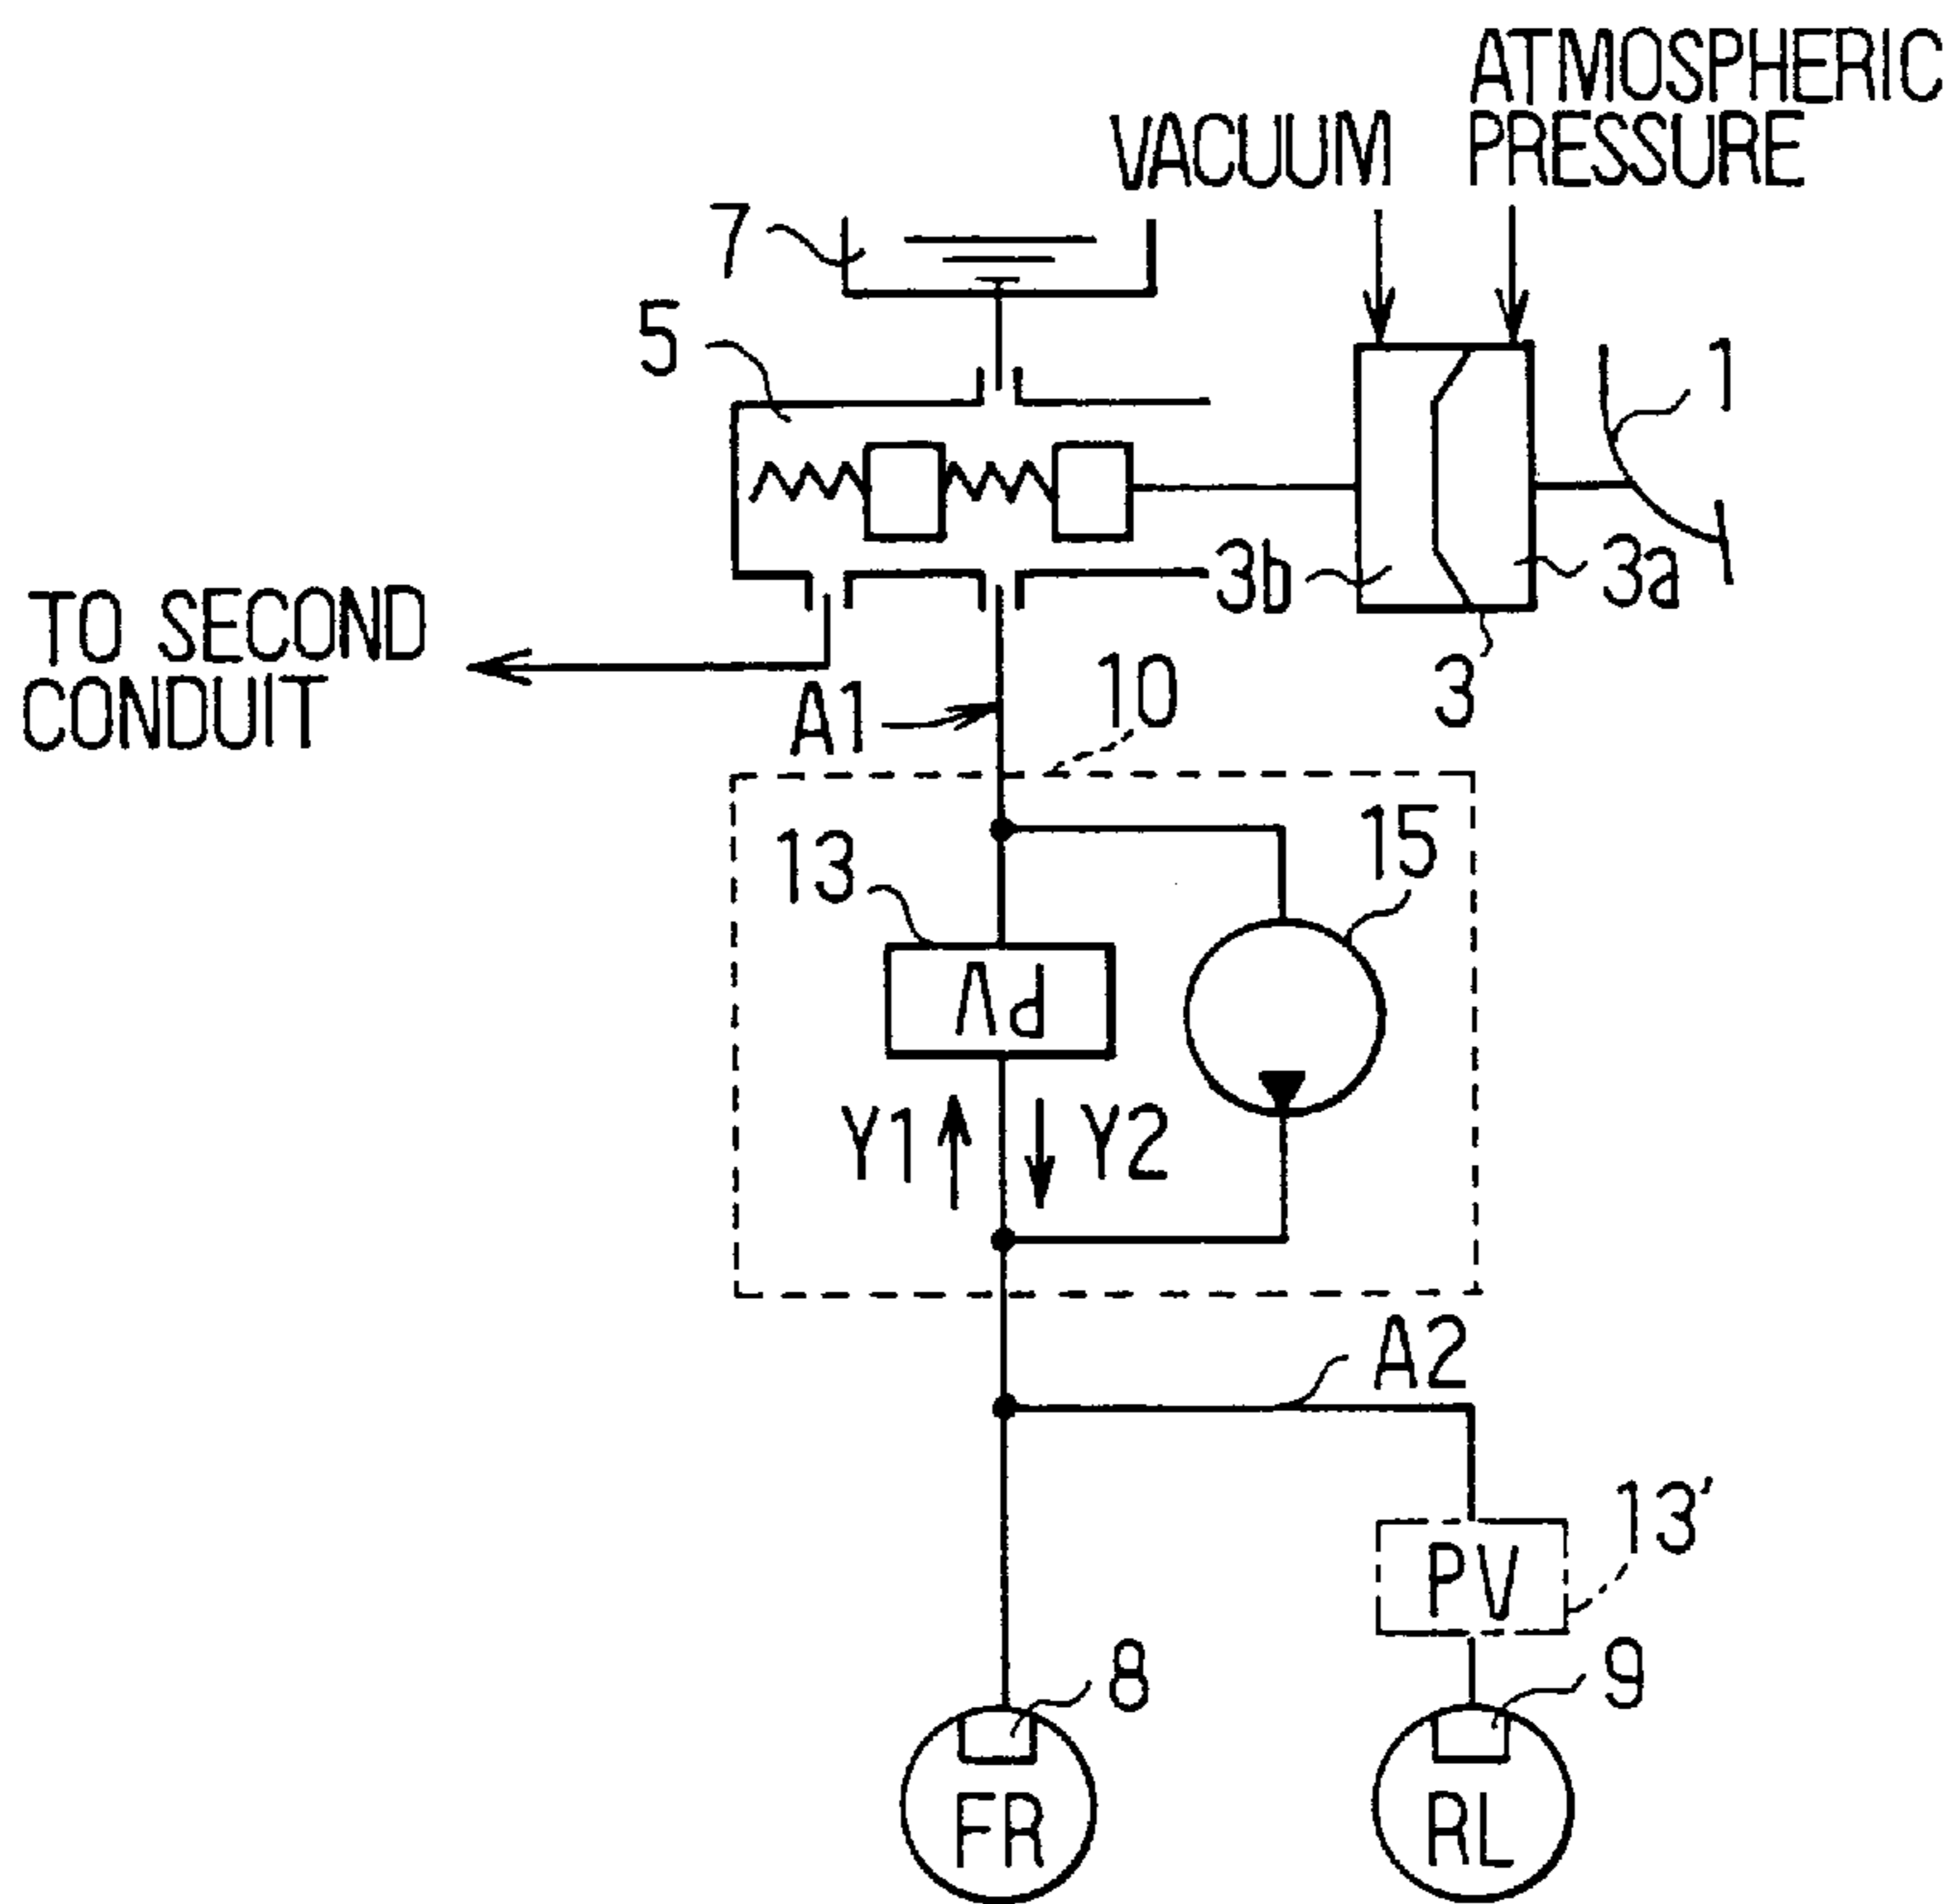 ATMOSPHERIC
PRESSURE
VACUUM
7
5
1
3b
3a
3
TO SECOND
CONDUIT
A1
10
13
15
PV
Y1
Y2
A2
13'
PV
8
9
FR
RL